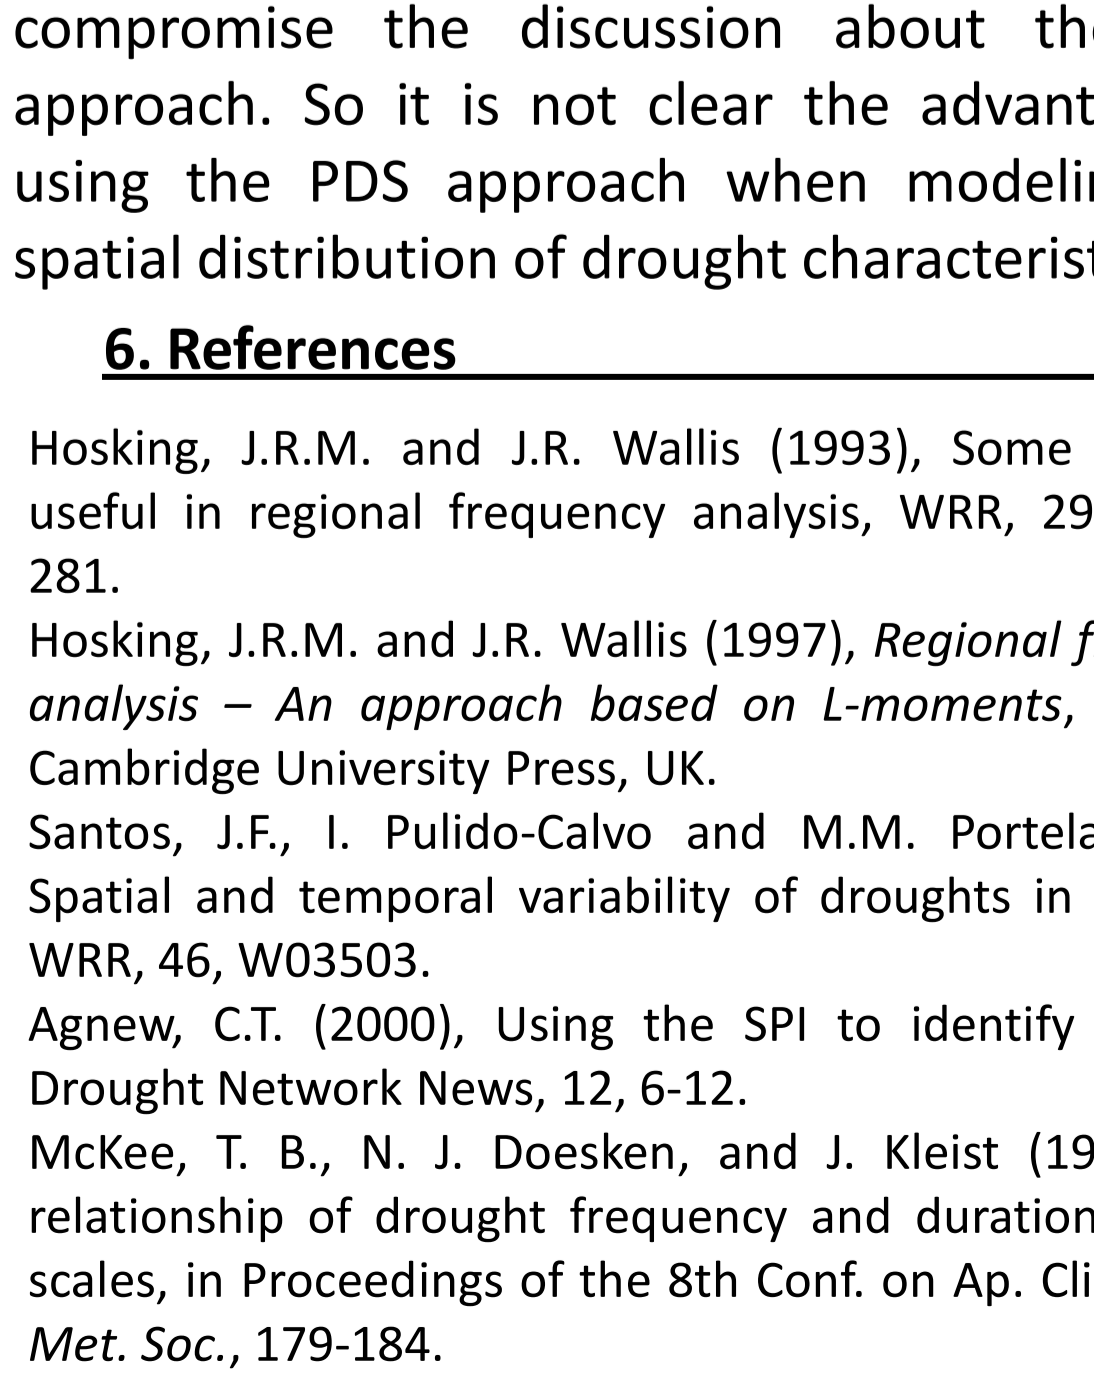 compromise the discussion about the
approach. So it is not clear the advant
using the PDS approach when modelin
spatial distribution of drought characterist
6. References
Hosking, J.R.M. and J.R. Wallis (1993), Some
useful in regional frequency analysis, WRR, 29
281.
Hosking, J.R.M. and J.R. Wallis (1997), Regional f
analysis – An approach based on L-moments,
Cambridge University Press, UK.
Santos, J.F., I. Pulido-Calvo and M.M. Portela
Spatial and temporal variability of droughts in
WRR, 46, W03503.
Agnew, C.T. (2000), Using the SPI to identify
Drought Network News, 12, 6-12.
McKee, T. B., N. J. Doesken, and J. Kleist (19
relationship of drought frequency and duration
scales, in Proceedings of the 8th Conf. on Ap. Cli
Met. Soc., 179-184.